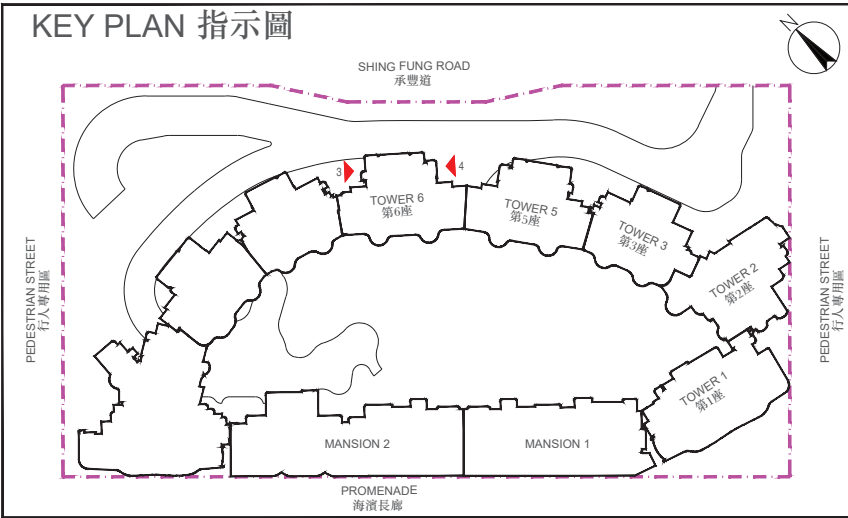 KEY PLAN 指示圖
N
SHING FUNG ROAD
承豐道
3
4
TOWER 6
第6座
TOWER 5
第5座
TOWER 3
第3座
TOWER 2
第2座
TOWER 1
第1座
PEDESTRIAN STREET
行人專用區
PEDESTRIAN STREET
行人專用區
MANSION 2
MANSION 1
PROMENADE
海濱長廊